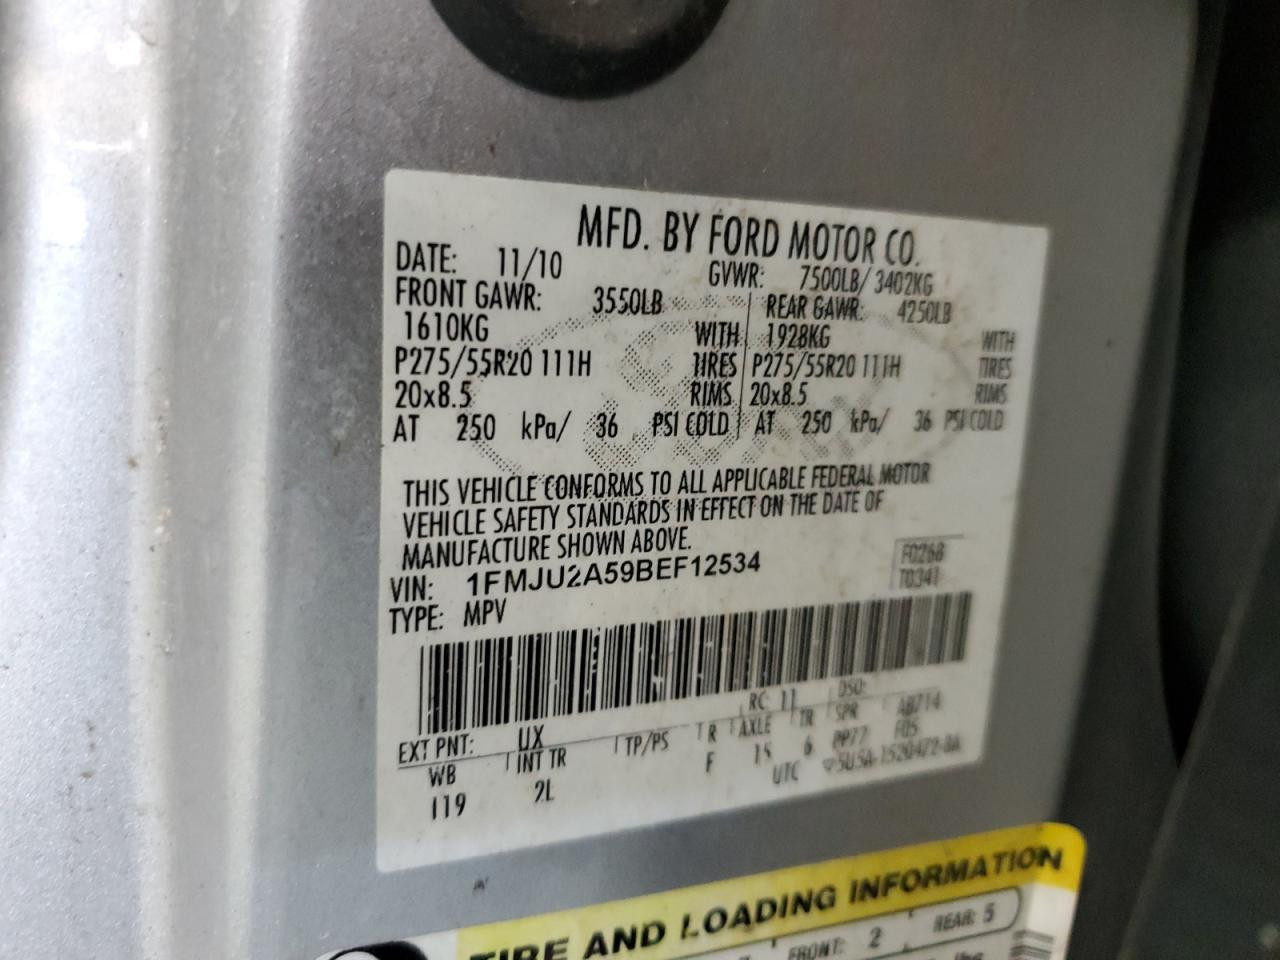 MFD. BY FORD MOTOR CO.
DATE: 11/10 GVWR: 7500LB/ 3402KG
FRONT GAWR: 3550LB REAR GAWR: 4250LB
1610KG WITH 1928KG WITH
P275/55R20 111H TIRES P275/55R20 111H TIRES
20x8.5 RIMS 20x8.5 RIMS
AT 250 kPa/ 36 PSI COLD AT 250 kPa/ 36 PSI COLD
THIS VEHICLE CONFORMS TO ALL APPLICABLE FEDERAL MOTOR
VEHICLE SAFETY STANDARDS IN EFFECT ON THE DATE OF
MANUFACTURE SHOWN ABOVE.
VIN: 1FMJU2A59BEF12534 F0268
TYPE: MPV T0341
EXT PNT: UX RC: 11 DSO:
WB INT TR TP/PS R AXLE TR SPR AB714
119 2L F 15 6 PP77 F05
UTC
TIRE AND LOADING INFORMATION
FRONT: 2 REAR: 5